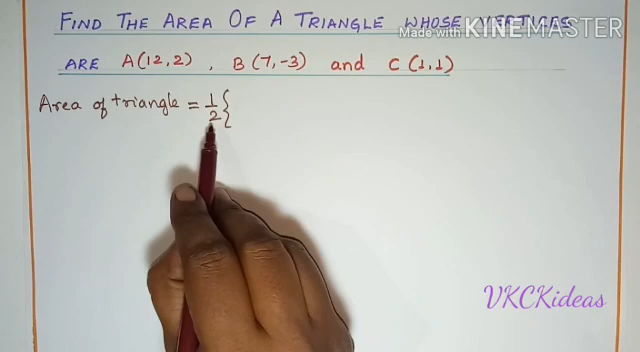 FIND THE AREA OF A TRIANGLE WHOSE VERTICES
Made with KINEMASTER
ARE A(12,2) , B(7,-3) and C(1,1)
Area of triangle = 1/2{
VKCKideas